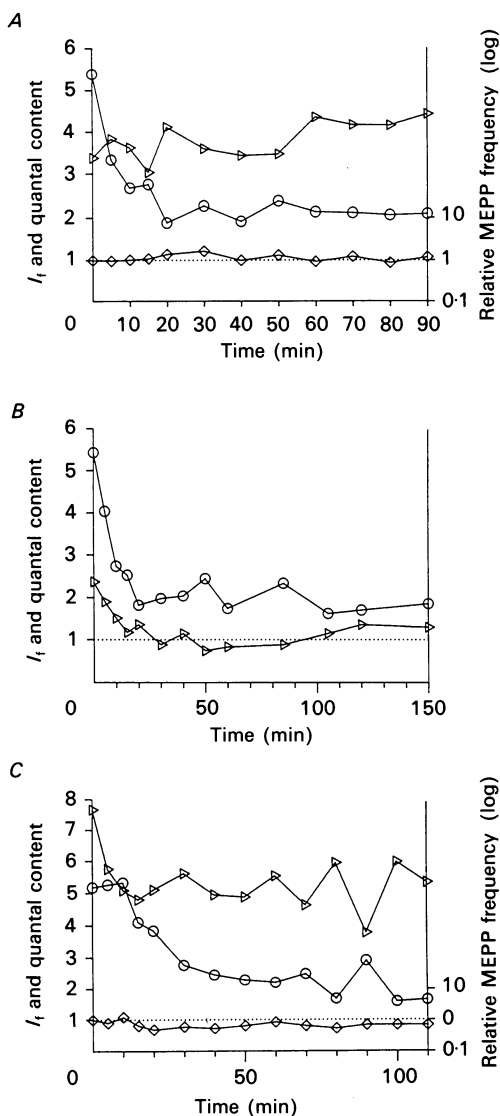 A
6
5
4
3
2
1
0
10 20 30 40 50 60 70 80 90
Time (min)
If and quantal content
10
1
0·1
Relative MEPP frequency (log)
B
6
5
4
3
2
1
0
50 100 150
Time (min)
If and quantal content
C
8
7
6
5
4
3
2
1
0
50 100
Time (min)
If and quantal content
10
0
0·1
Relative MEPP frequency (log)